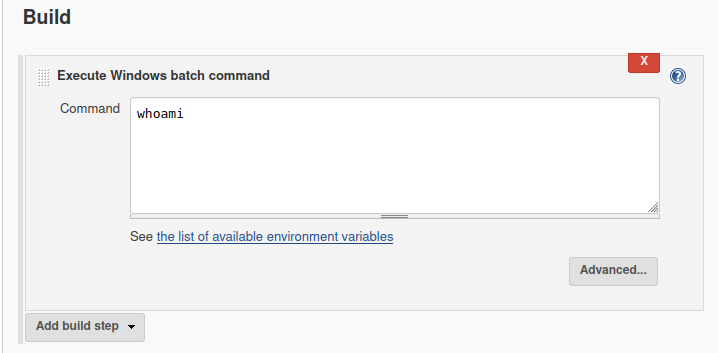 Build
Execute Windows batch command
X
?
Command
whoami
See the list of available environment variables
Advanced...
Add build step